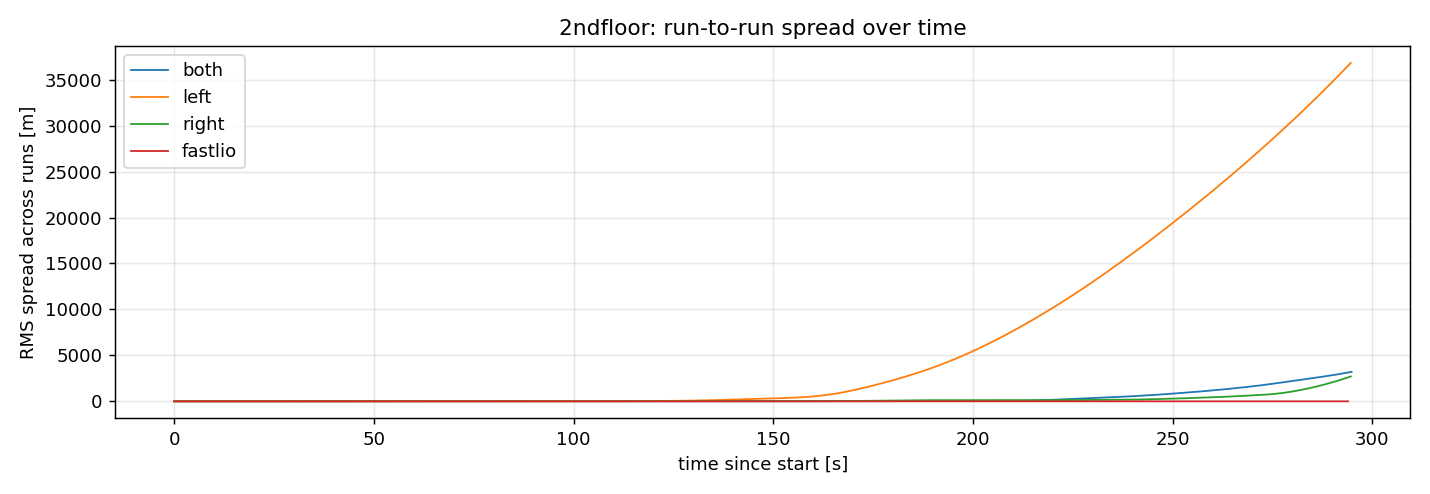 2ndfloor: run-to-run spread over time
both
left
right
fastlio
RMS spread across runs [m]
35000
30000
25000
20000
15000
10000
5000
0
0
50
100
150
200
250
300
time since start [s]